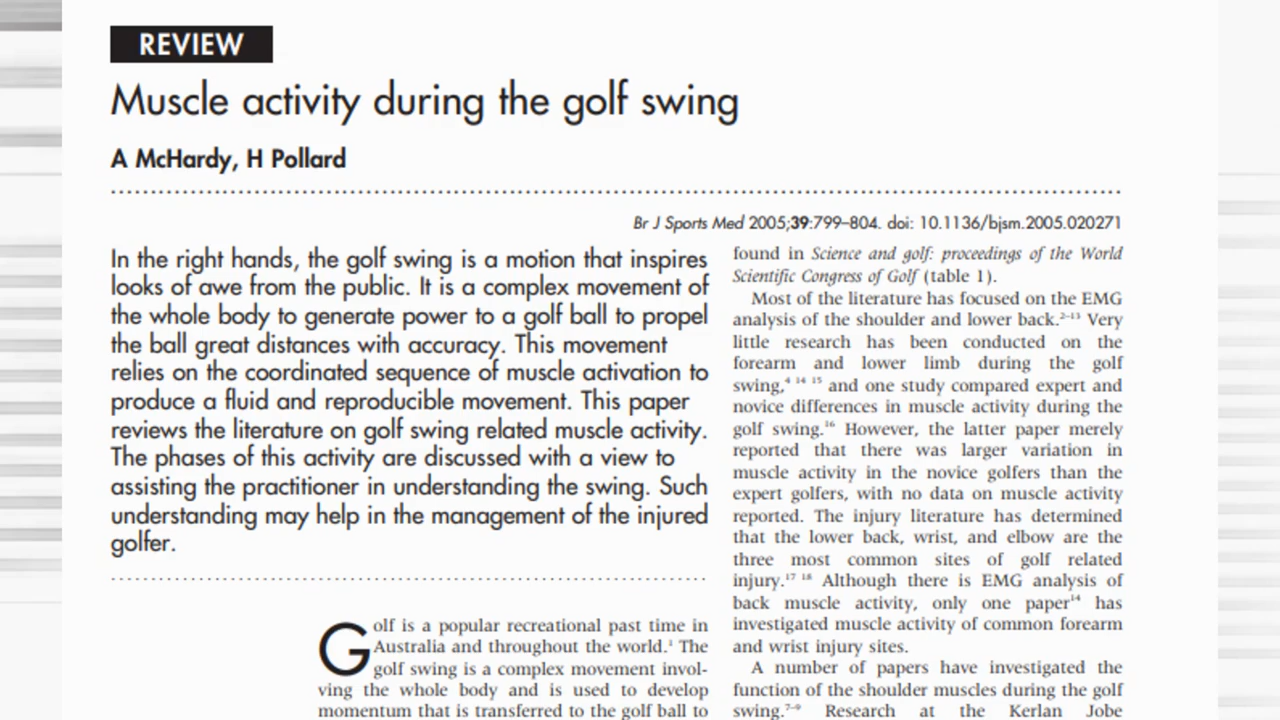 REVIEW
Muscle activity during the golf swing
A McHardy, H Pollard
Br J Sports Med 2005;39:799–804. doi: 10.1136/bjsm.2005.020271
In the right hands, the golf swing is a motion that inspires
looks of awe from the public. It is a complex movement of
the whole body to generate power to a golf ball to propel
the ball great distances with accuracy. This movement
relies on the coordinated sequence of muscle activation to
produce a fluid and reproducible movement. This paper
reviews the literature on golf swing related muscle activity.
The phases of this activity are discussed with a view to
assisting the practitioner in understanding the swing. Such
understanding may help in the management of the injured
golfer.
Golf is a popular recreational past time in
Australia and throughout the world.¹ The
golf swing is a complex movement invol-
ving the whole body and is used to develop
momentum that is transferred to the golf ball to
found in Science and golf: proceedings of the World
Scientific Congress of Golf (table 1).
Most of the literature has focused on the EMG
analysis of the shoulder and lower back.²⁻¹³ Very
little research has been conducted on the
forearm and lower limb during the golf
swing,⁴ ¹⁴ ¹⁵ and one study compared expert and
novice differences in muscle activity during the
golf swing.¹⁶ However, the latter paper merely
reported that there was larger variation in
muscle activity in the novice golfers than the
expert golfers, with no data on muscle activity
reported. The injury literature has determined
that the lower back, wrist, and elbow are the
three most common sites of golf related
injury.¹⁷ ¹⁸ Although there is EMG analysis of
back muscle activity, only one paper¹⁴ has
investigated muscle activity of common forearm
and wrist injury sites.
A number of papers have investigated the
function of the shoulder muscles during the golf
swing.⁷⁻⁹ Research at the Kerlan Jobe